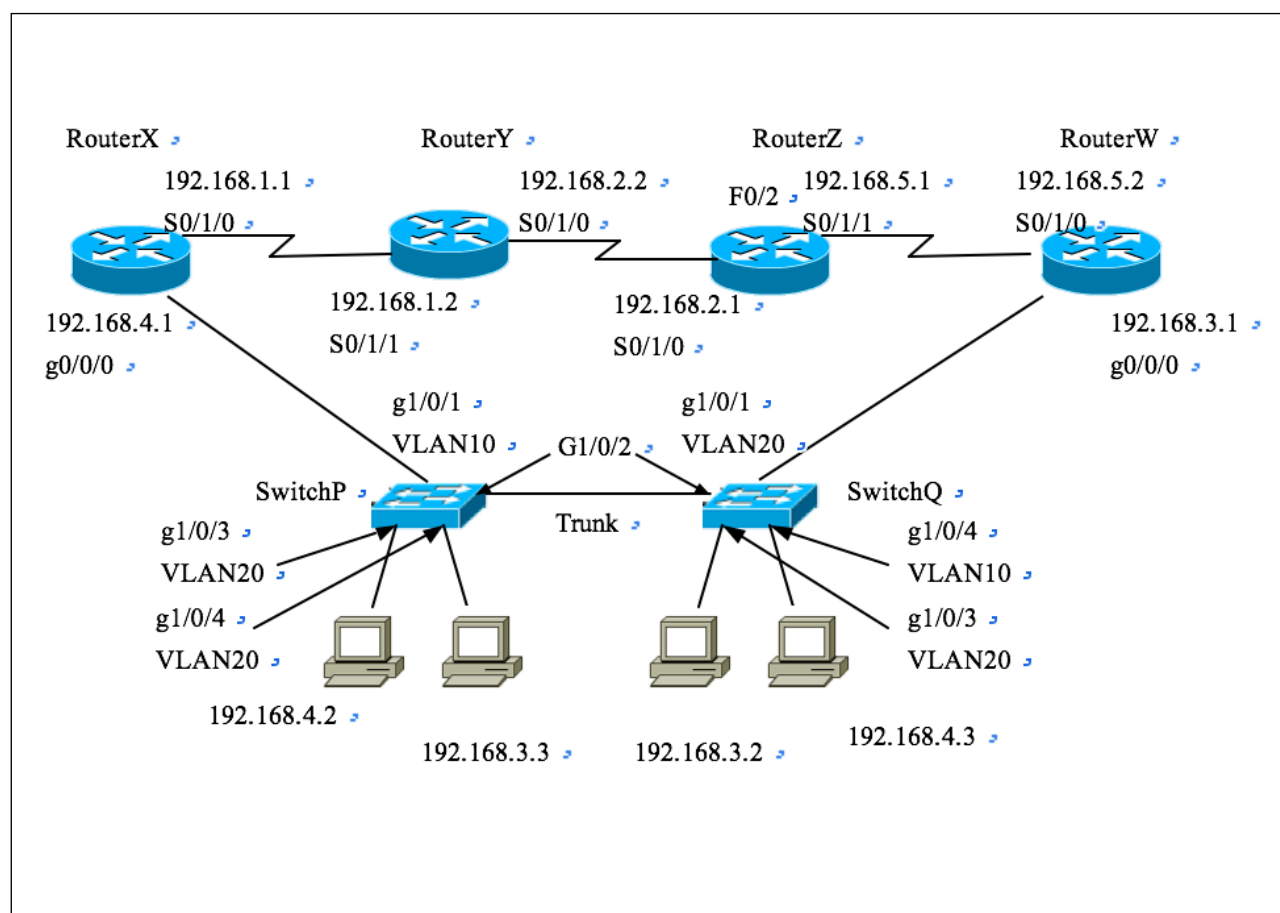 RouterX
RouterY
RouterZ
RouterW
192.168.1.1
192.168.2.2
F0/2
192.168.5.1
192.168.5.2
S0/1/0
S0/1/0
S0/1/1
S0/1/0
192.168.4.1
g0/0/0
192.168.1.2
S0/1/1
192.168.2.1
S0/1/0
192.168.3.1
g0/0/0
g1/0/1
VLAN10
G1/0/2
g1/0/1
VLAN20
SwitchP
Trunk
SwitchQ
g1/0/3
VLAN20
g1/0/4
VLAN20
g1/0/4
VLAN10
g1/0/3
VLAN20
192.168.4.2
192.168.3.3
192.168.3.2
192.168.4.3